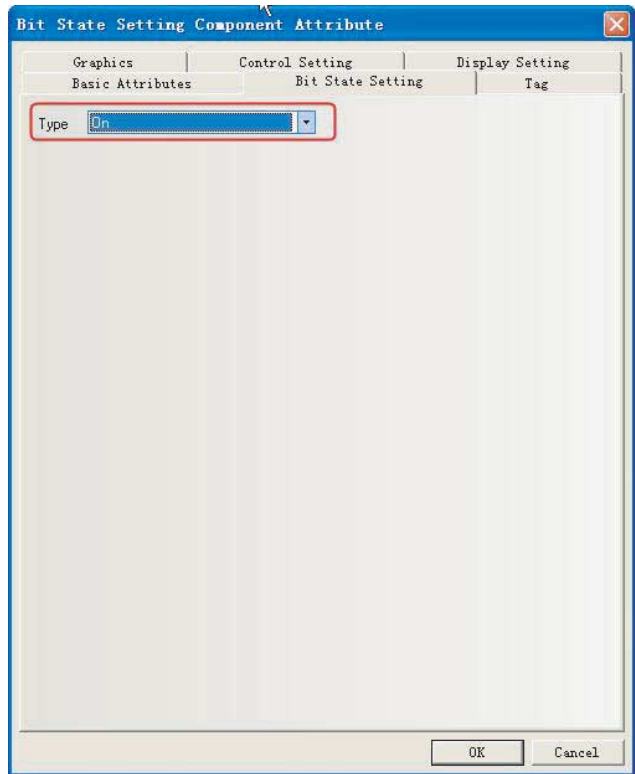 Bit State Setting Component Attribute
Graphics Control Setting Display Setting
Basic Attributes Bit State Setting Tag
Type On
OK Cancel